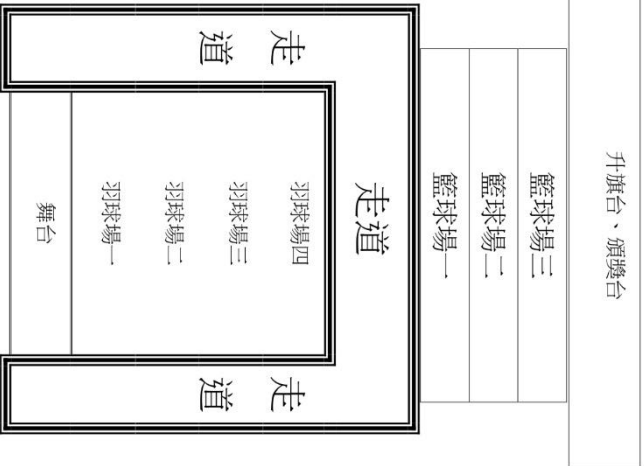 升旗台、頒獎台
籃球場三
籃球場二
籃球場一
走道
走道
羽球場四
羽球場三
羽球場二
羽球場一
走道
舞台